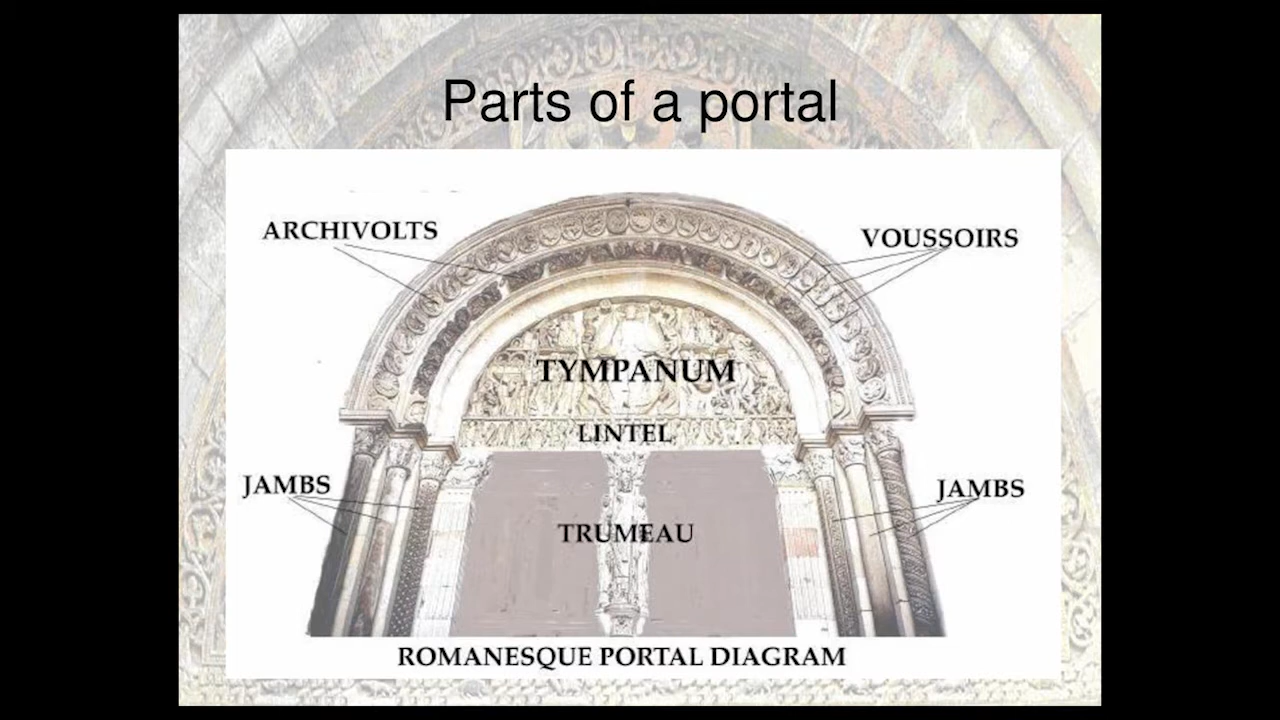 Parts of a portal
ARCHIVOLTS
VOUSSOIRS
TYMPANUM
LINTEL
JAMBS
JAMBS
TRUMEAU
ROMANESQUE PORTAL DIAGRAM